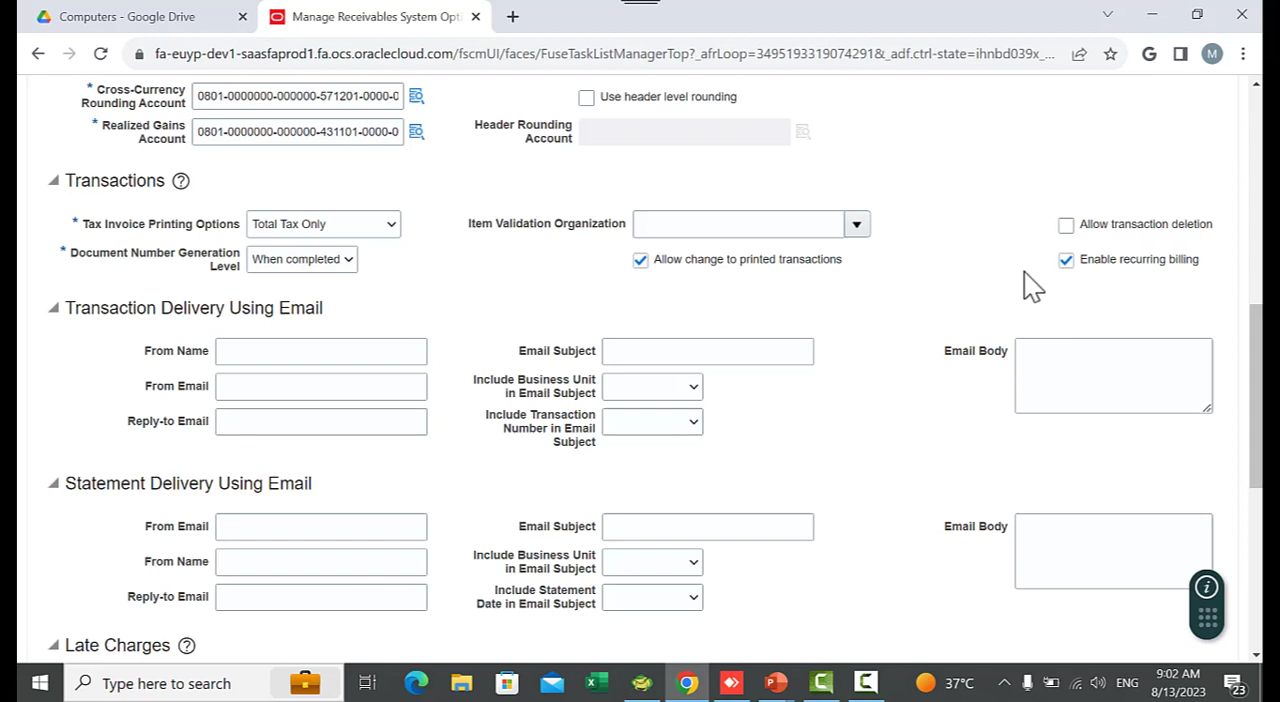 Computers - Google Drive
Manage Receivables System Opti
fa-euyp-dev1-saasfaprod1.fa.ocs.oraclecloud.com/fscmUI/faces/FuseTaskListManagerTop?_afrLoop=34951933190742​91&_adf.ctrl-state=ihnbd039x_...
G
M
* Cross-Currency
Rounding Account
0801-0000000-000000-571201-0000-0
Use header level rounding
* Realized Gains
Account
0801-0000000-000000-431101-0000-0
Header Rounding
Account
Transactions
* Tax Invoice Printing Options
Total Tax Only
Item Validation Organization
Allow transaction deletion
* Document Number Generation
Level
When completed
Allow change to printed transactions
Enable recurring billing
Transaction Delivery Using Email
From Name
Email Subject
Email Body
From Email
Include Business Unit
in Email Subject
Reply-to Email
Include Transaction
Number in Email
Subject
Statement Delivery Using Email
From Email
Email Subject
Email Body
From Name
Include Business Unit
in Email Subject
Reply-to Email
Include Statement
Date in Email Subject
Late Charges
Type here to search
37°C
ENG
9:02 AM
8/13/2023
23